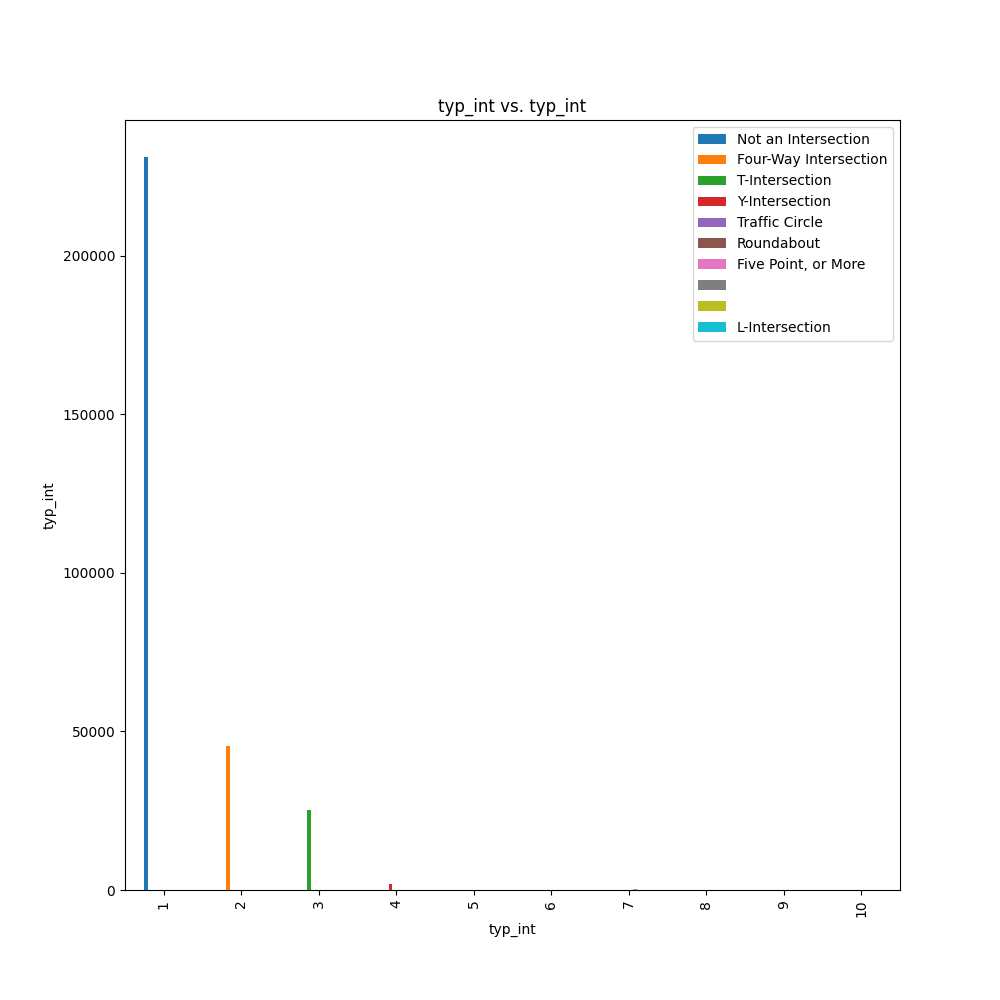 typ_int vs. typ_int
Not an Intersection
Four-Way Intersection
T-Intersection
Y-Intersection
Traffic Circle
Roundabout
Five Point, or More
L-Intersection
200000
150000
100000
50000
0
typ_int
1 2 3 4 5 6 7 8 9 10
typ_int